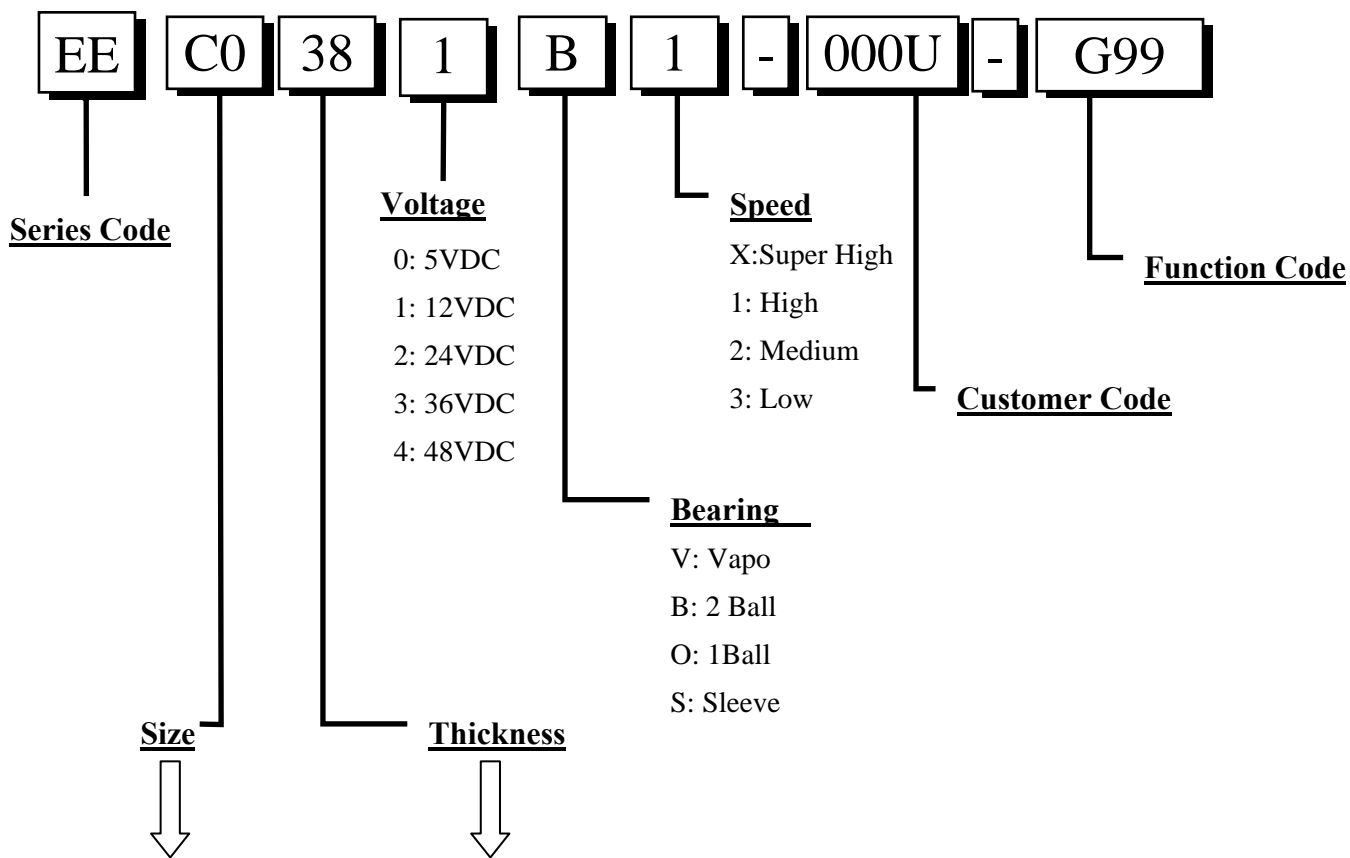 EE C0 38 1 B 1 - 000U - G99
Series Code
Voltage
0: 5VDC
1: 12VDC
2: 24VDC
3: 36VDC
4: 48VDC
Speed
X:Super High
1: High
2: Medium
3: Low
Function Code
Customer Code
Bearing
V: Vapo
B: 2 Ball
O: 1Ball
S: Sleeve
Size
Thickness